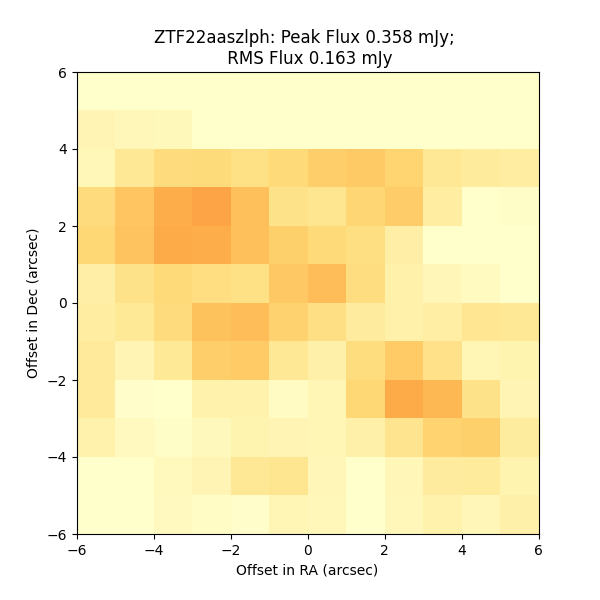 ZTF22aaszlph: Peak Flux 0.358 mJy;
RMS Flux 0.163 mJy
6
4
2
0
−2
−4
−6
Offset in Dec (arcsec)
−6 −4 −2 0 2 4 6
Offset in RA (arcsec)